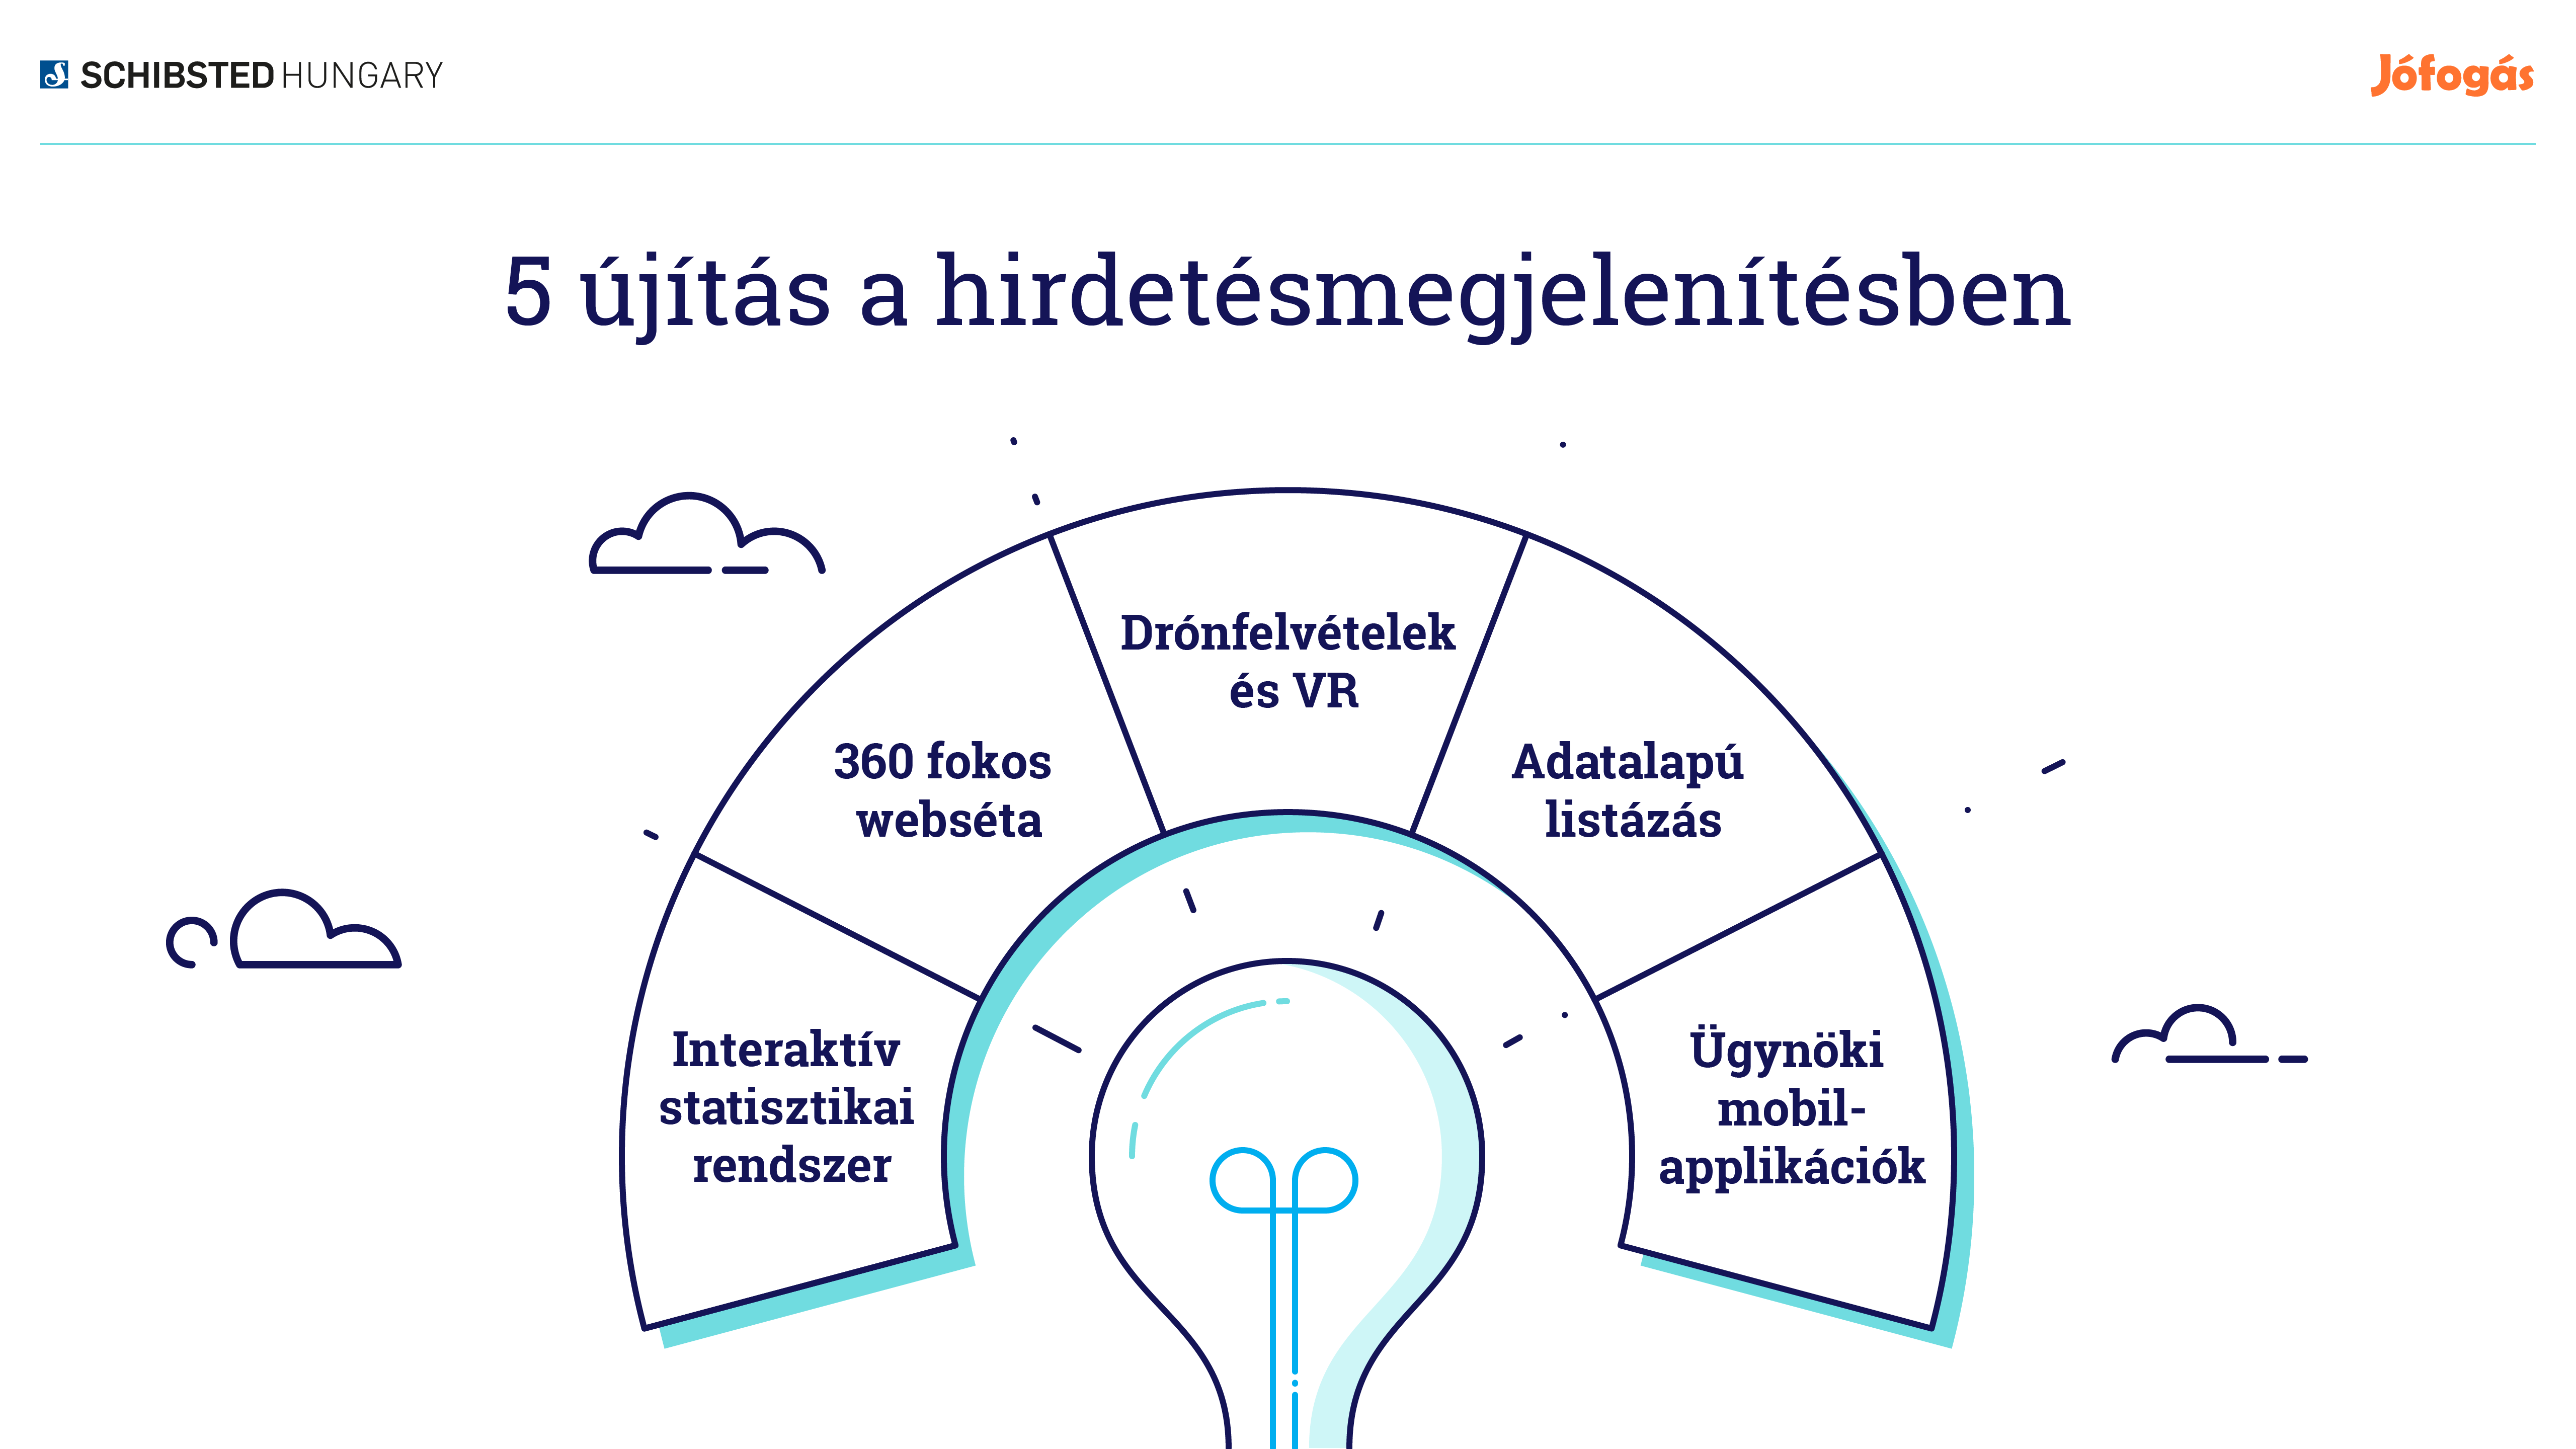 SCHIBSTED HUNGARY
Jófogás
5 újítás a hirdetésmegjelenítésben
Interaktív
statisztikai
rendszer
360 fokos
webséta
Drónfelvételek
és VR
Adatalapú
listázás
Ügynöki
mobil-
applikációk